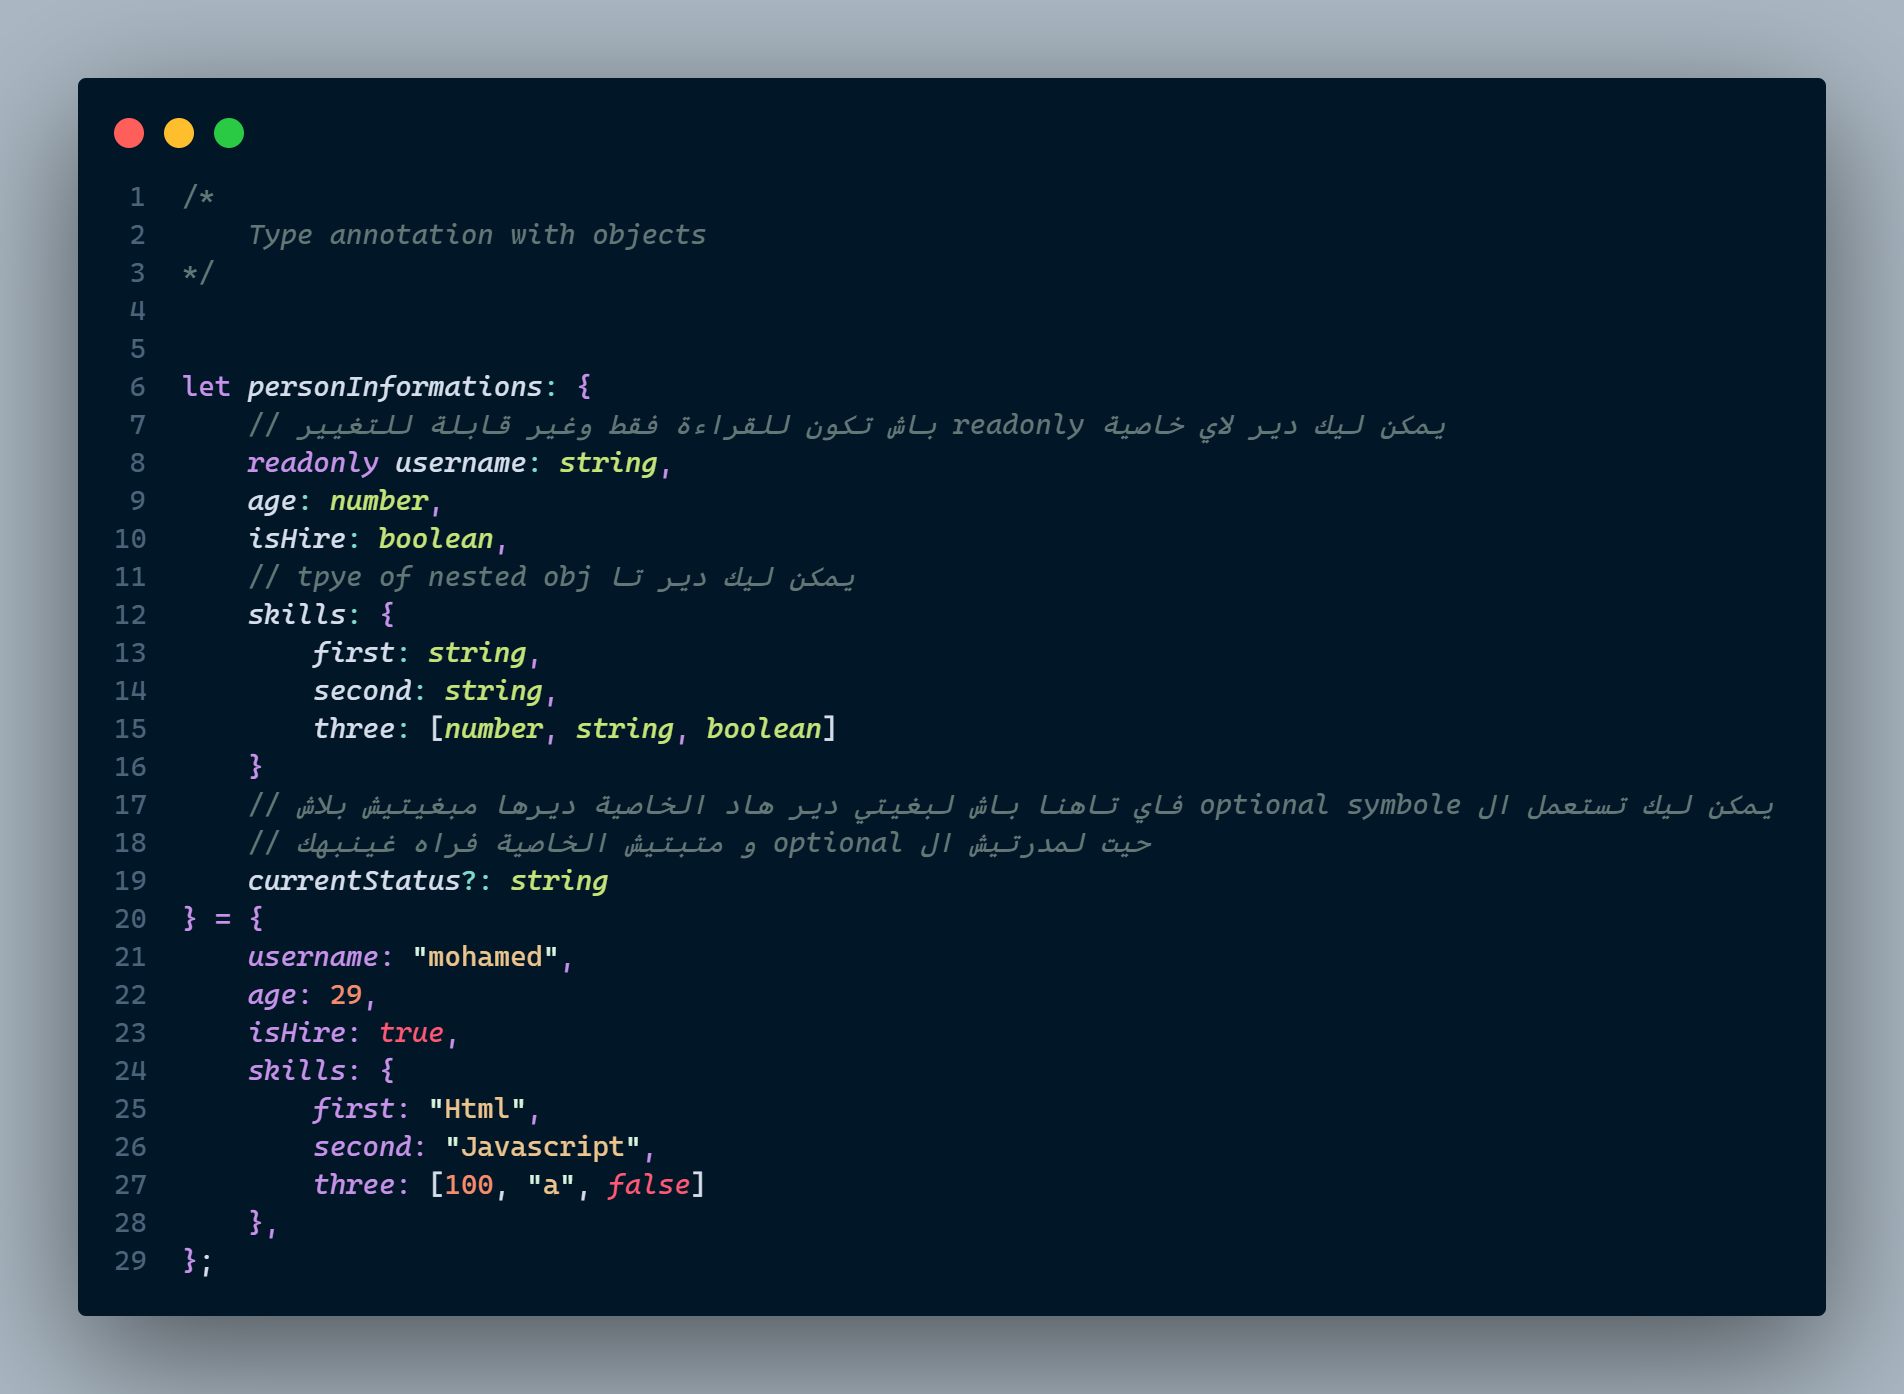 1 /*
2 Type annotation with objects
3 */
4
5
6 let personInformations: {
7 // يمكن ليك دير لاي خاصية readonly باش تكون للقراءة فقط وغير قابلة للتغيير
8 readonly username: string,
9 age: number,
10 isHire: boolean,
11 // tpye of nested obj يمكن ليك دير تا
12 skills: {
13 first: string,
14 second: string,
15 three: [number, string, boolean]
16 }
17 // يمكن ليك تستعمل ال optional symbole فاي تاهنا باش لبغيتي دير هاد الخاصية ديرها مبغيتيش بلاش
18 // حيت لمدرتيش ال optional و متبتيش الخاصية فراه غينبهك
19 currentStatus?: string
20 } = {
21 username: "mohamed",
22 age: 29,
23 isHire: true,
24 skills: {
25 first: "Html",
26 second: "Javascript",
27 three: [100, "a", false]
28 },
29 };